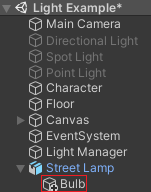 Light Example*
Main Camera
Directional Light
Spot Light
Point Light
Character
Floor
Canvas
EventSystem
Light Manager
Street Lamp
Bulb